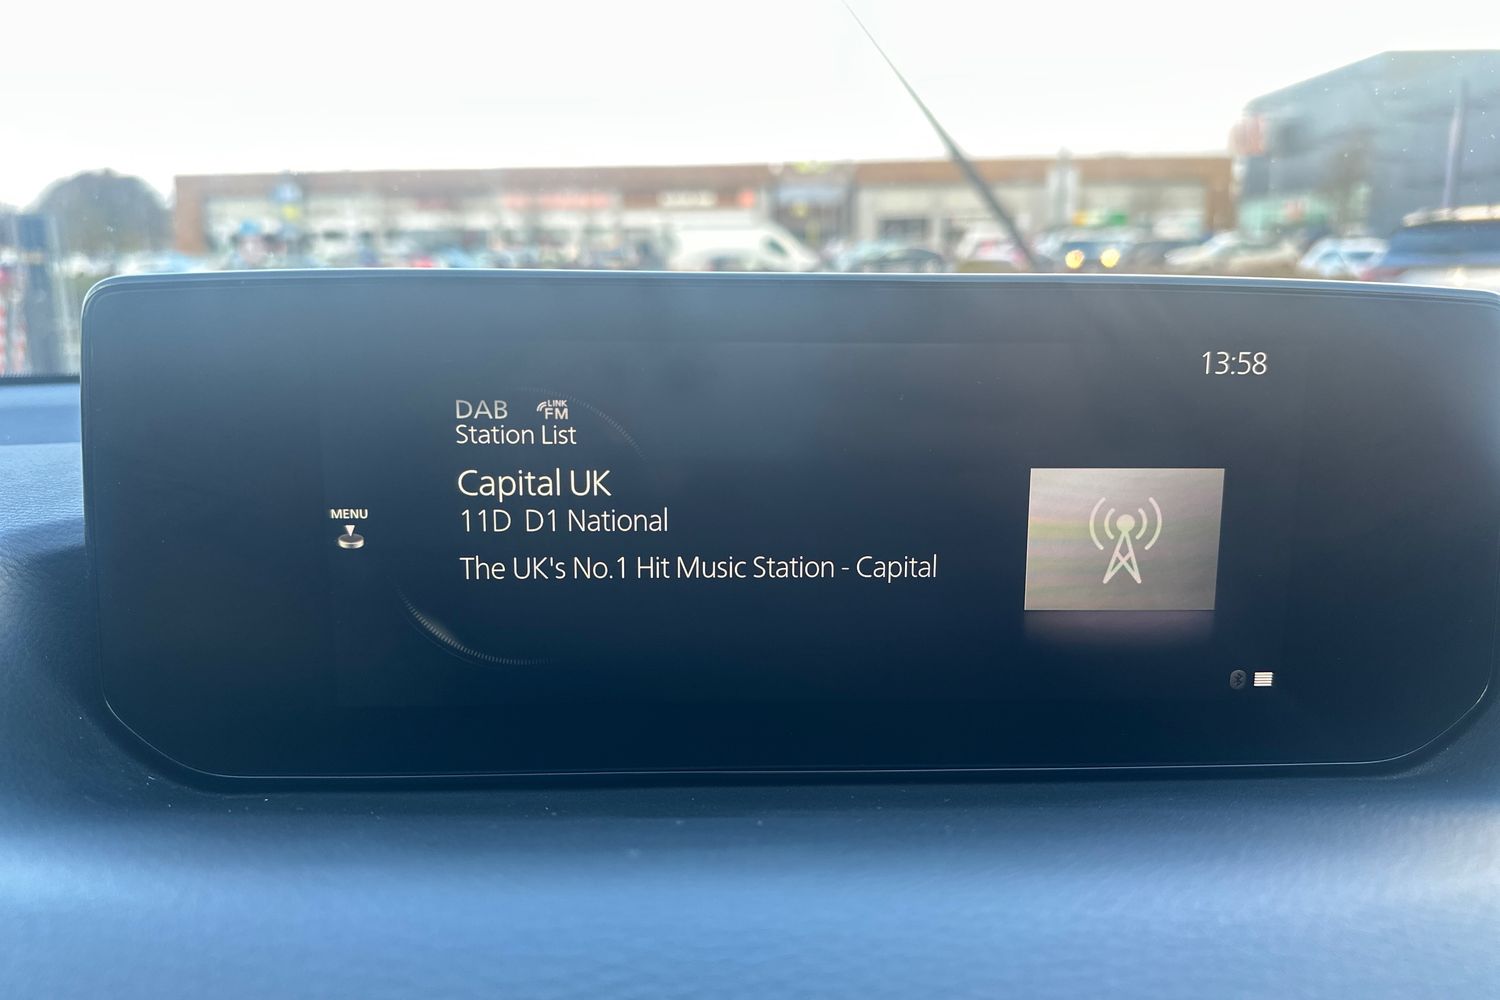 13:58
DAB LINK FM
Station List
Capital UK
11D D1 National
MENU
The UK's No.1 Hit Music Station - Capital